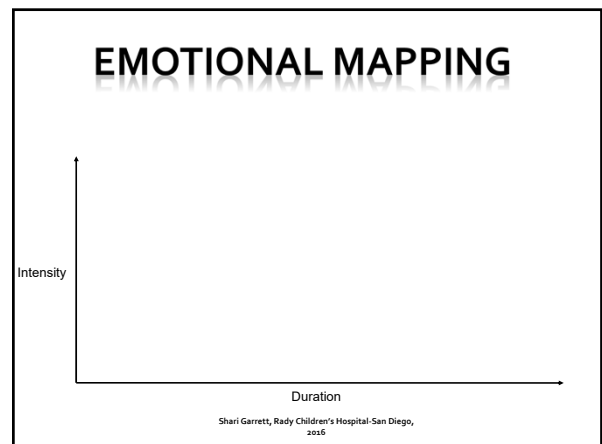 EMOTIONAL MAPPING
Intensity
Duration
Shari Garrett, Rady Children's Hospital-San Diego,
2016